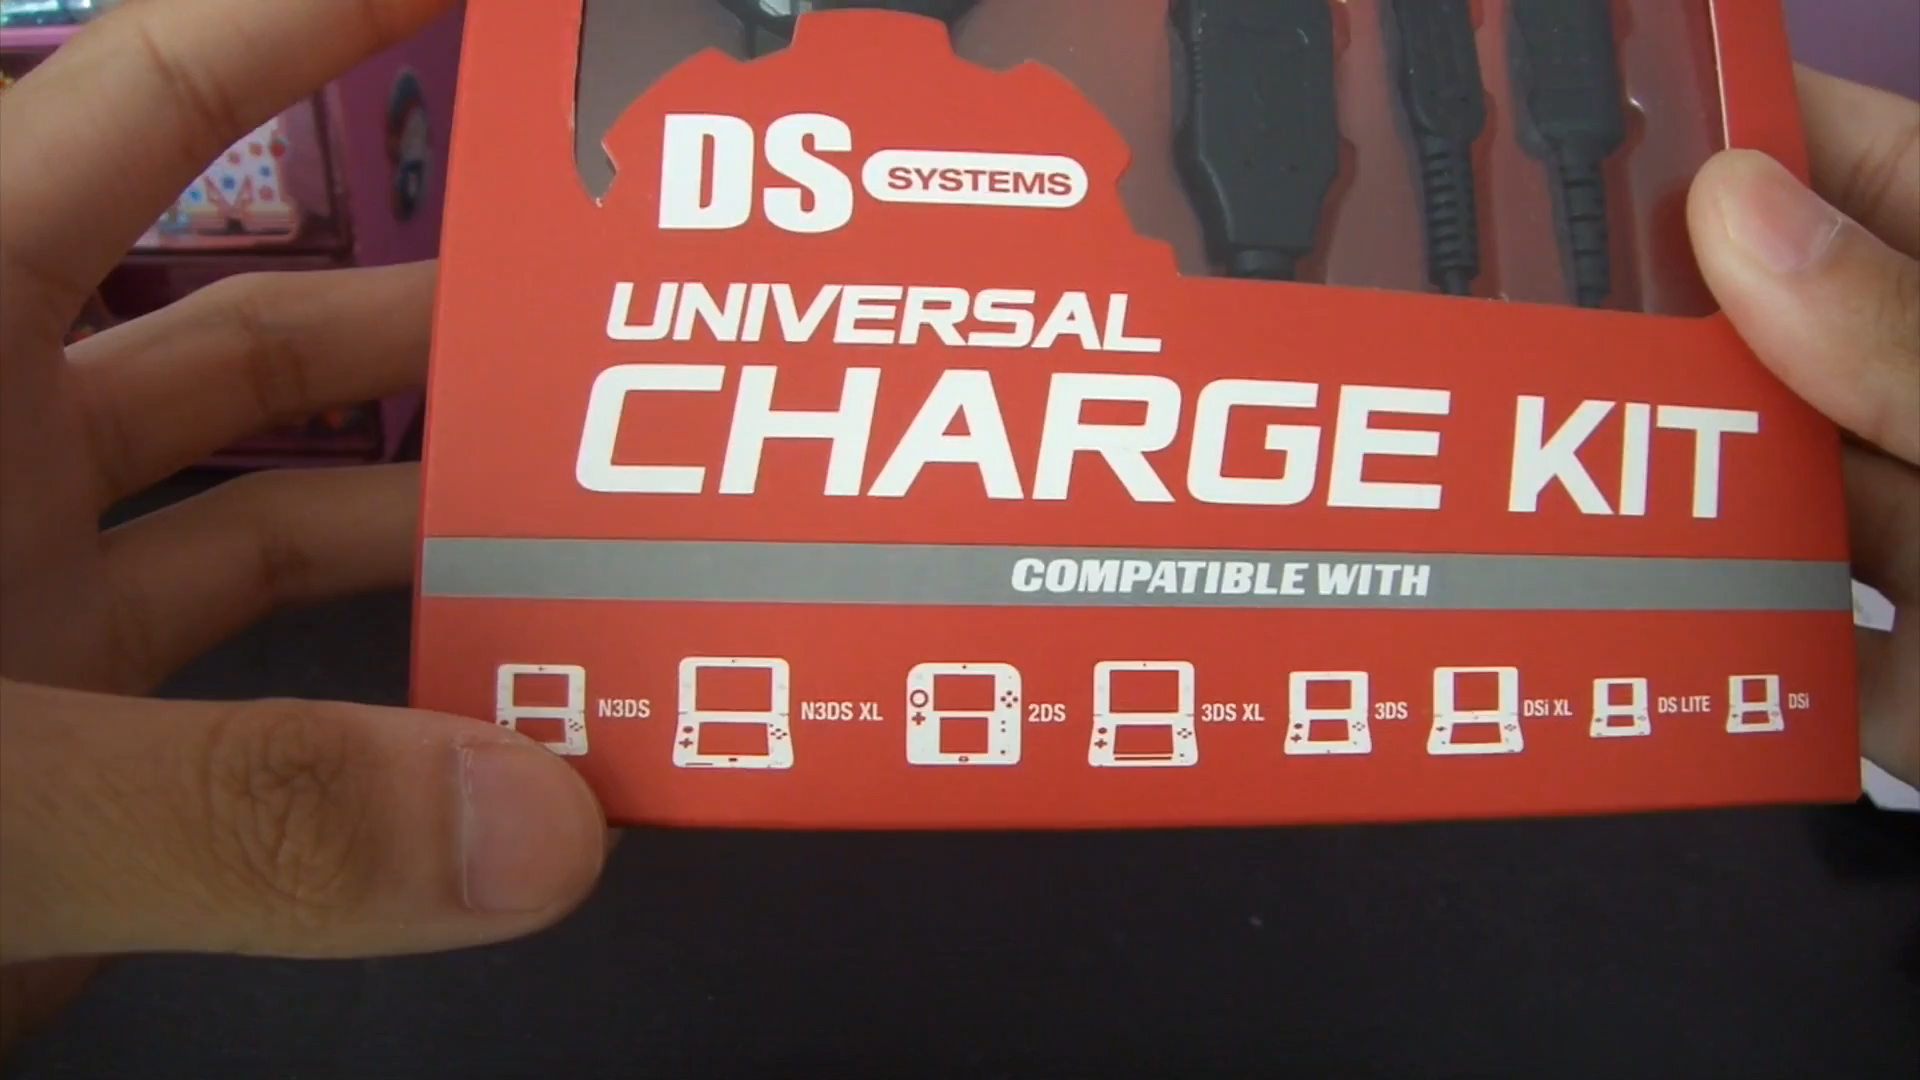 DS SYSTEMS
UNIVERSAL
CHARGE KIT
COMPATIBLE WITH
N3DS N3DS XL 2DS 3DS XL 3DS DSi XL DS LITE DSi